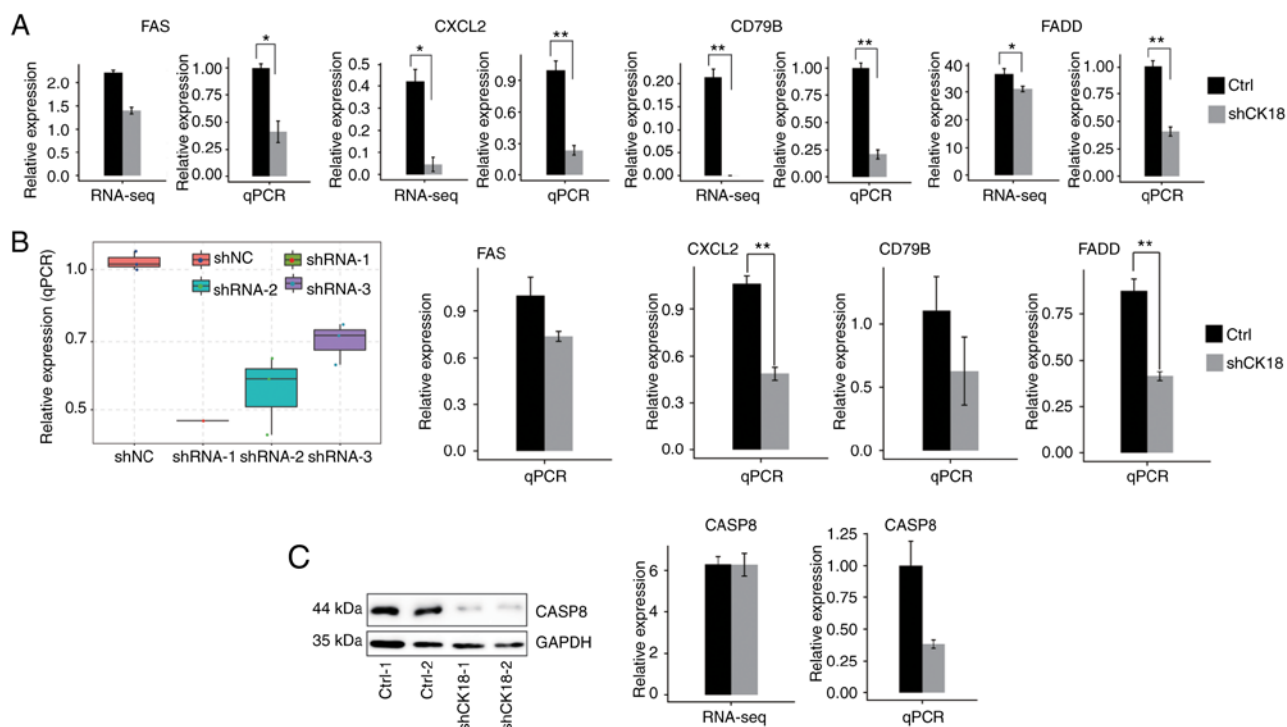 A
FAS
CXCL2
CD79B
FADD
Relative expression
2.0
1.5
1.0
0.5
0.0
RNA-seq
Relative expression
*
1.00
0.75
0.50
0.25
0.00
qPCR
Relative expression
*
0.5
0.4
0.3
0.2
0.1
0.0
RNA-seq
Relative expression
**
0.9
0.6
0.3
0.0
qPCR
Relative expression
**
0.20
0.15
0.10
0.05
0.00
RNA-seq
Relative expression
**
1.00
0.75
0.50
0.25
0.00
qPCR
Relative expression
*
40
30
20
10
0
RNA-seq
Relative expression
**
1.00
0.75
0.50
0.25
0.00
qPCR
Ctrl
shCK18
B
Relative expression (qPCR)
1.0
0.7
0.5
shNC
shRNA-1
shRNA-2
shRNA-3
shNC shRNA-1 shRNA-2 shRNA-3
FAS
Relative expression
0.9
0.6
0.3
0.0
qPCR
CXCL2
**
Relative expression
0.9
0.6
0.3
0.0
qPCR
CD79B
Relative expression
1.0
0.5
0.0
qPCR
FADD
**
Relative expression
0.75
0.50
0.25
0.00
qPCR
Ctrl
shCK18
C
44 kDa
CASP8
35 kDa
GAPDH
Ctrl-1
Ctrl-2
shCK18-1
shCK18-2
CASP8
Relative expression
6
4
2
0
RNA-seq
CASP8
Relative expression
1.25
1.00
0.75
0.50
0.25
0.00
qPCR